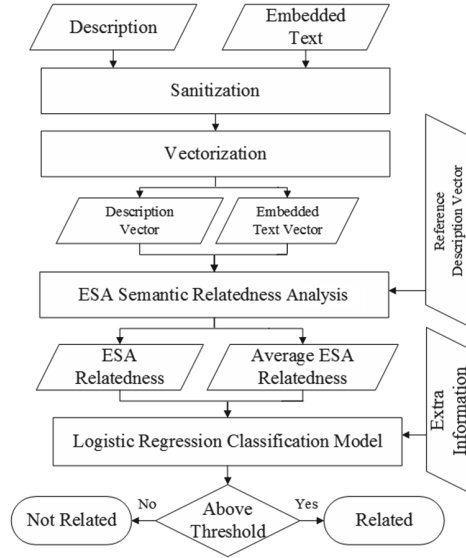 Description
Embedded
Text
Sanitization
Vectorization
Description
Vector
Embedded
Text Vector
Reference
Description Vector
ESA Semantic Relatedness Analysis
ESA
Relatedness
Average ESA
Relatedness
Extra
Information
Logistic Regression Classification Model
No
Yes
Not Related
Above
Threshold
Related